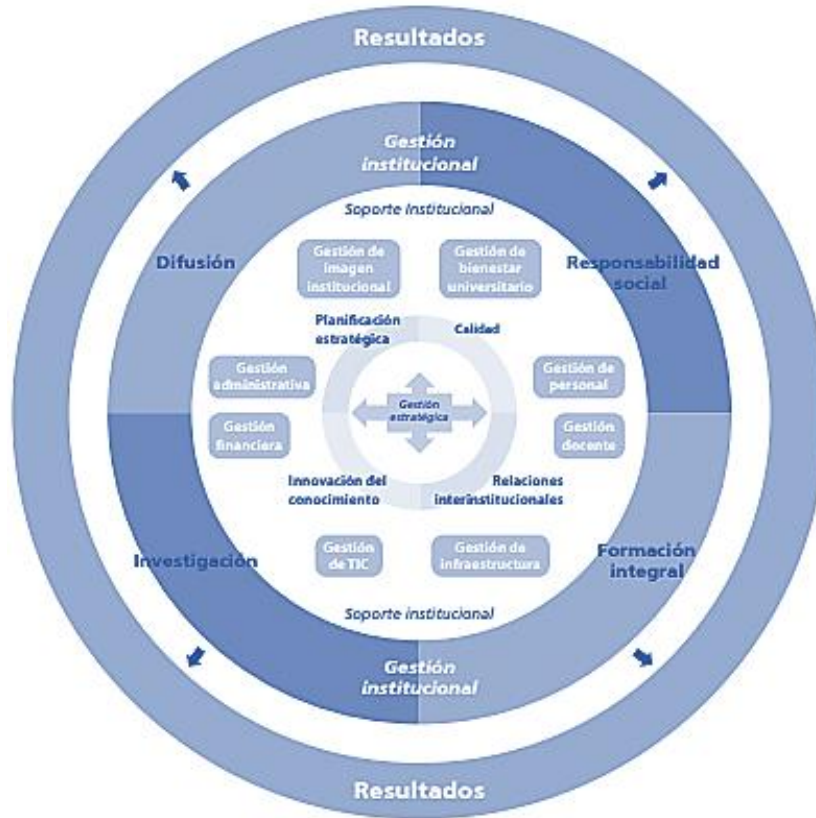 Resultados
Gestión
institucional
Soporte Institucional
Difusión
Responsabilidad
social
Gestión de
imagen
institucional
Gestión de
bienestar
universitario
Planificación
estratégica
Calidad
Gestión
administrativa
Gestión de
personal
Gestión
estratégica
Gestión
financiera
Gestión
docente
Innovación del
conocimiento
Relaciones
interinstitucionales
Investigación
Gestión
de TIC
Gestión de
infraestructura
Formación
integral
Soporte institucional
Gestión
institucional
Resultados